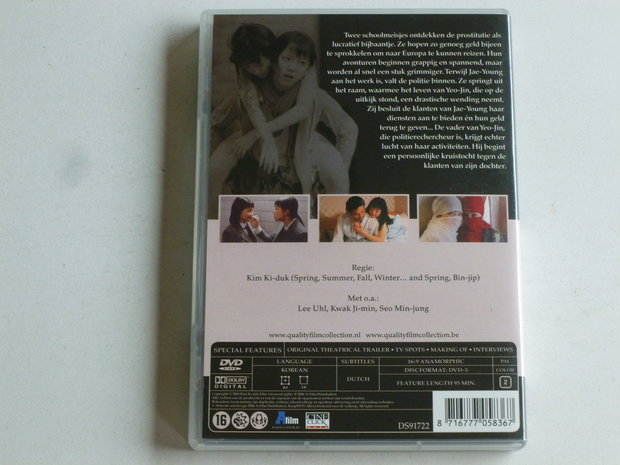 Twee schoolmeisjes ontdekken de prostitutie als
lucratief bijbaantje. Ze hopen zo genoeg geld bijeen
te sprokkelen om naar Europa te kunnen reizen. Hun
avonturen beginnen grappig en spannend, maar
worden al snel een stuk grimmiger. Terwijl Jae-Young
aan het werk is, valt de politie binnen. Ze springt uit
het raam, waarmee het leven van Yeo-Jin, die op de
uitkijk stond, een drastische wending neemt.
Zij besluit de klanten van Jae-Young haar
diensten aan te bieden én hun geld
terug te geven... De vader van Yeo-Jin,
die politierechercheur is, krijgt echter
lucht van haar activiteiten. Hij begint
een persoonlijke kruistocht tegen de
klanten van zijn dochter.
Regie:
Kim Ki-duk (Spring, Summer, Fall, Winter... and Spring, Bin-jip)
Met o.a.:
Lee Uhl, Kwak Ji-min, Seo Min-jung
www.qualityfilmcollection.nl www.qualityfilmcollection.be
SPECIAL FEATURES ORIGINAL THEATRICAL TRAILER • TV SPOTS • MAKING OF • INTERVIEWS
DVD VIDEO LANGUAGE SUBTITLES 16:9 ANAMORPHIC PAL
KOREAN DUTCH DISCFORMAT: DVD-5 COLOR
DOLBY DIGITAL FEATURE LENGTH 95 MIN. 2
16 Afilm CINE CLICK DS91722
8 716777 058367